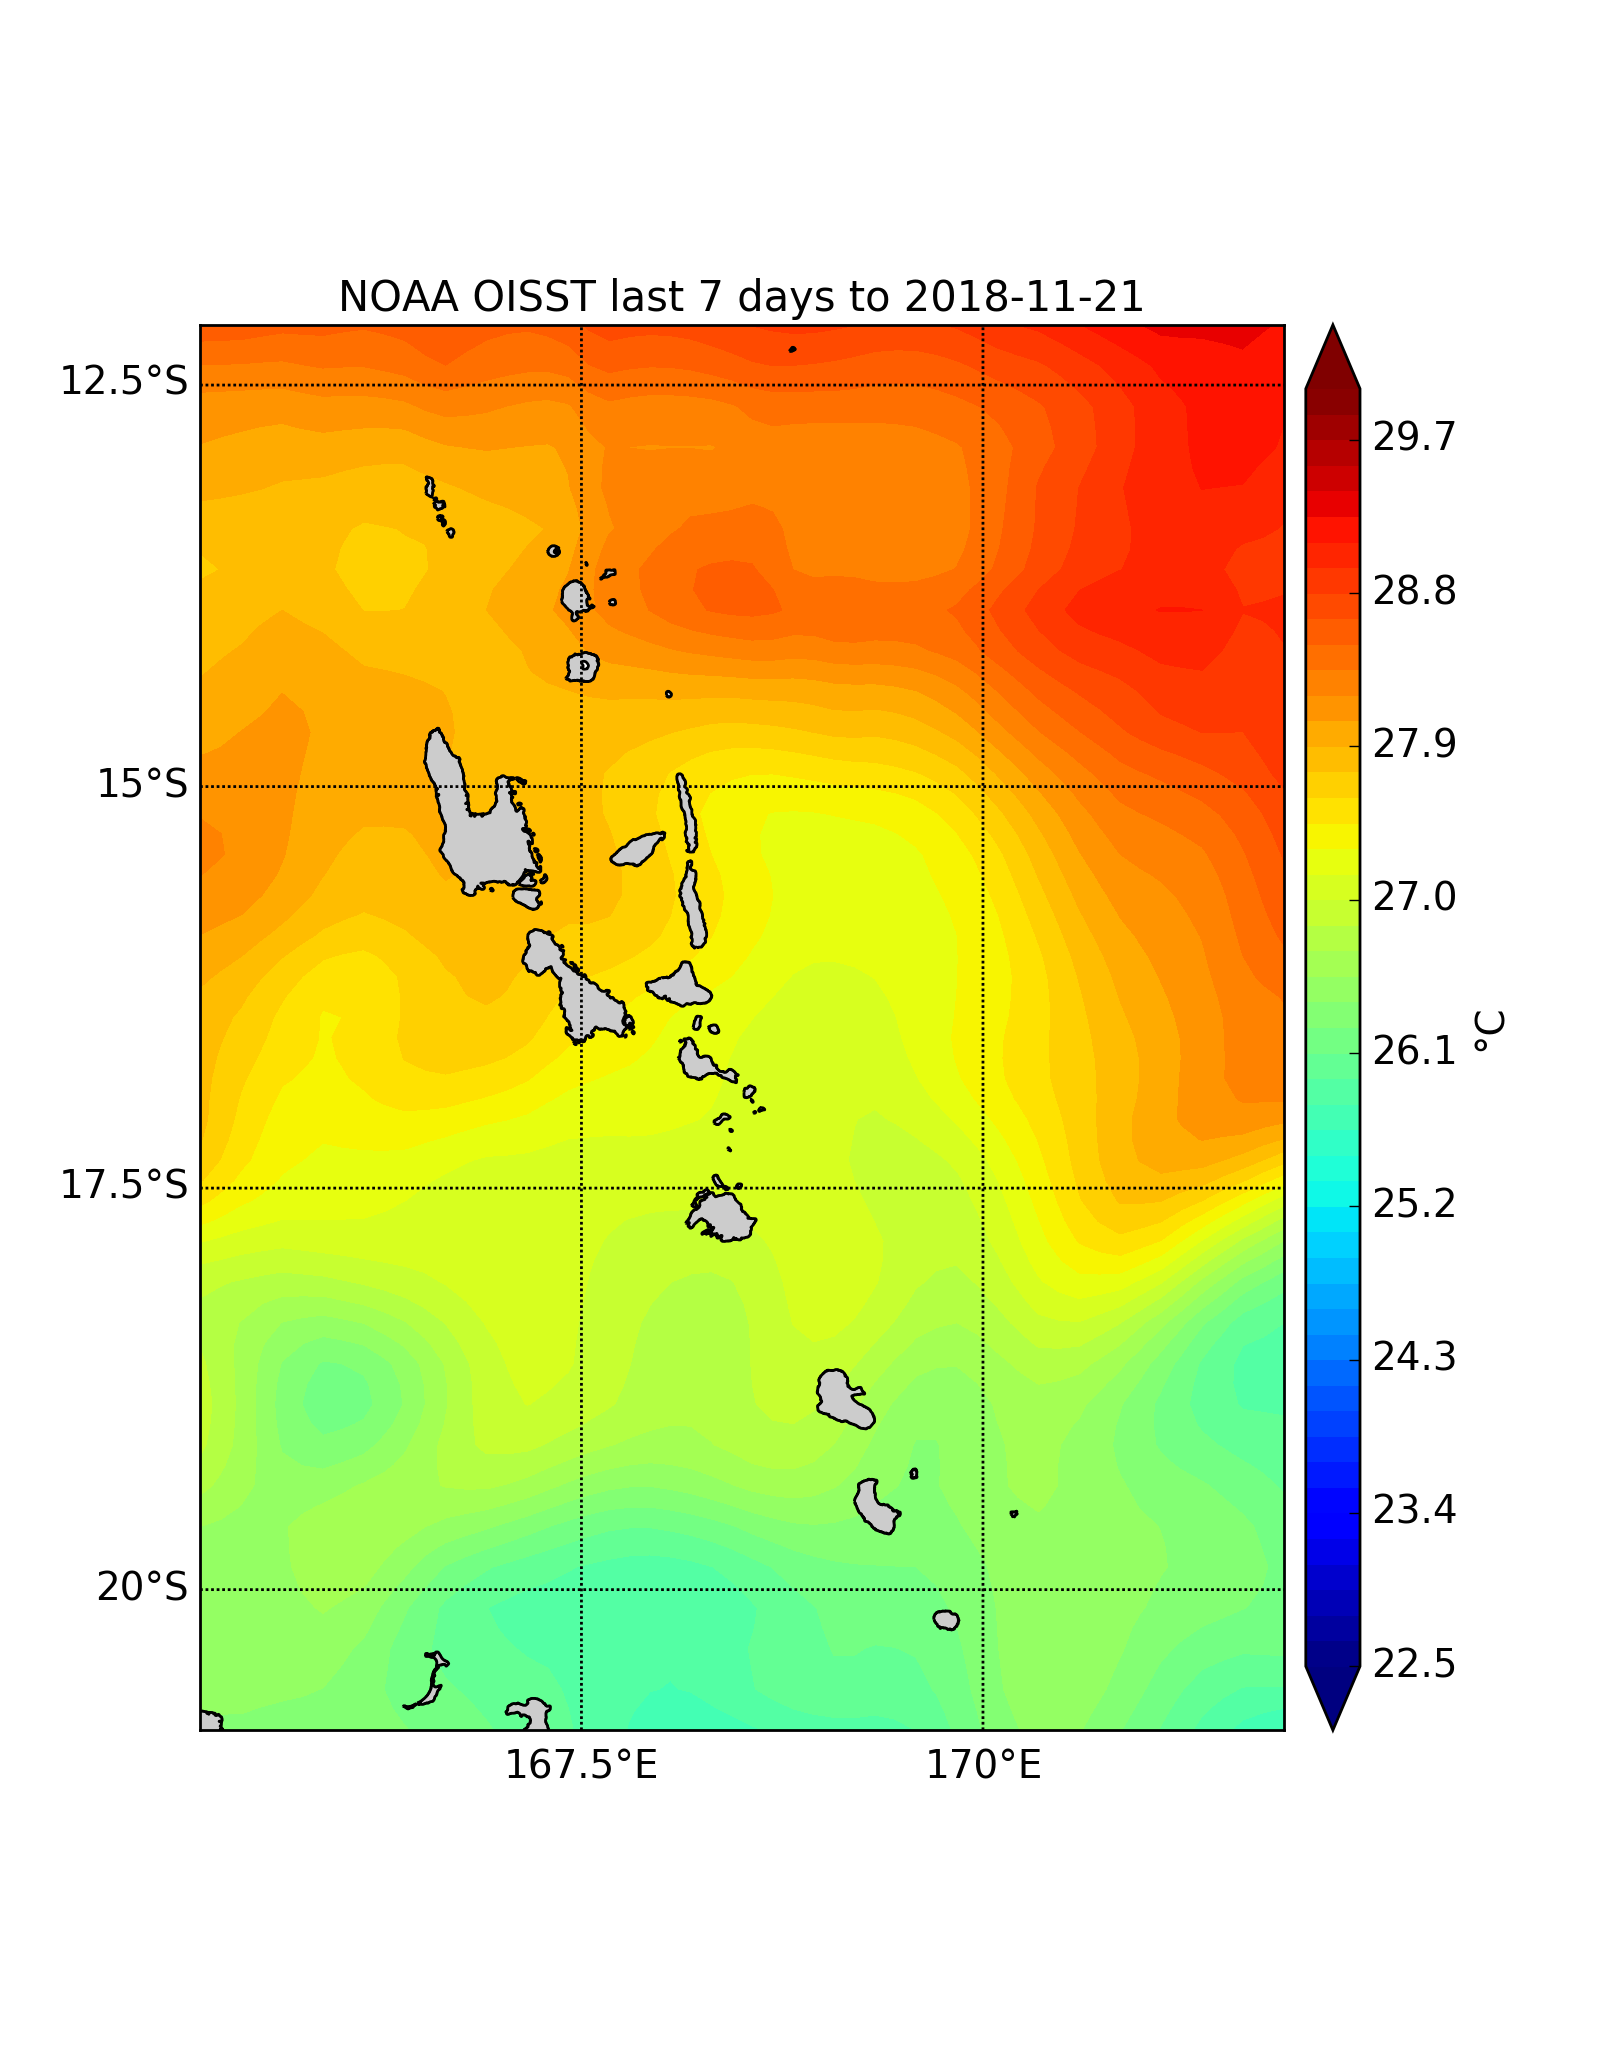 NOAA OISST last 7 days to 2018-11-21
12.5°S
15°S
17.5°S
20°S
167.5°E
170°E
29.7
28.8
27.9
27.0
26.1
25.2
24.3
23.4
22.5
°C